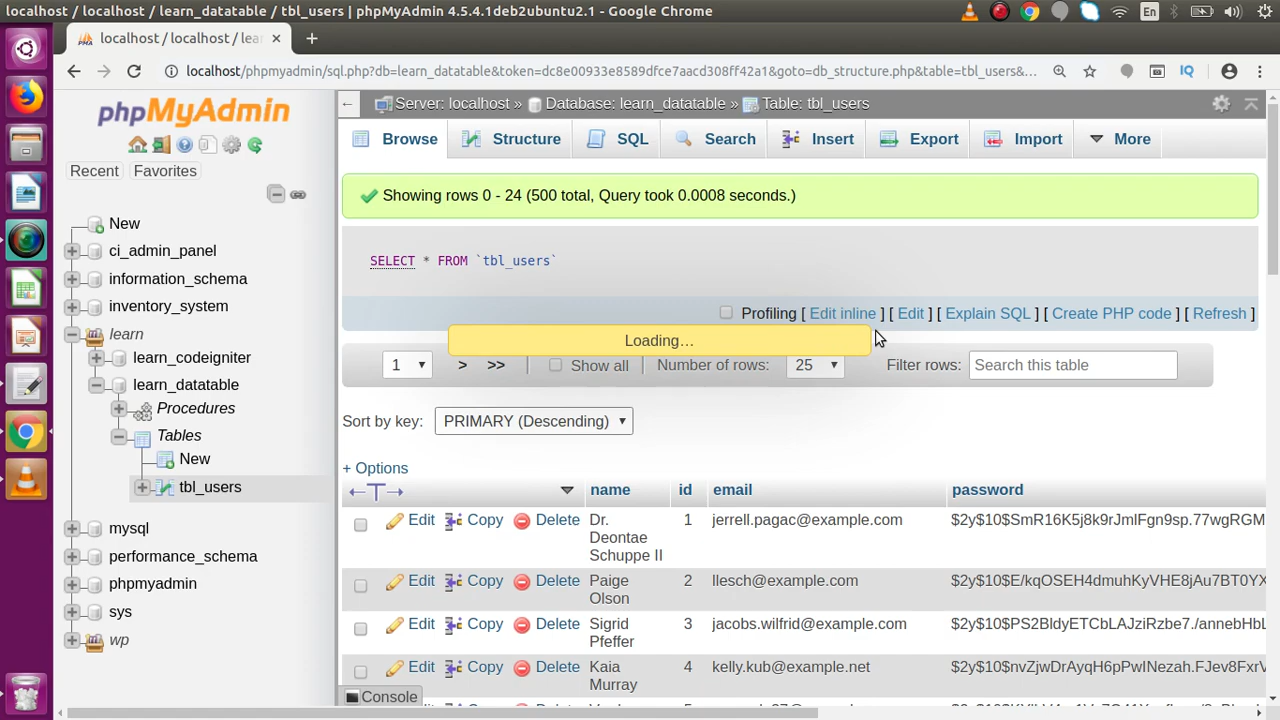 localhost / localhost / learn_datatable / tbl_users | phpMyAdmin 4.5.4.1deb2ubuntu2.1 - Google Chrome
En
localhost / localhost / lea
localhost/phpmyadmin/sql.php?db=learn_datatable&token=dc8e00933e8589dfce7aacd308ff42a1&goto=db_structure.php&table=tbl_users&...
IQ
phpMyAdmin
Recent
Favorites
New
ci_admin_panel
information_schema
inventory_system
learn
learn_codeigniter
learn_datatable
Procedures
Tables
New
tbl_users
mysql
performance_schema
phpmyadmin
sys
wp
Server: localhost » Database: learn_datatable » Table: tbl_users
Browse Structure SQL Search Insert Export Import More
Showing rows 0 - 24 (500 total, Query took 0.0008 seconds.)
SELECT * FROM `tbl_users`
Profiling [ Edit inline ] [ Edit ] [ Explain SQL ] [ Create PHP code ] [ Refresh ]
Loading…
1 > >> Show all Number of rows: 25 Filter rows: Search this table
Sort by key: PRIMARY (Descending)
+ Options
name id email password
Edit Copy Delete Dr. Deontae Schuppe II 1 jerrell.pagac@example.com $2y$10$SmR16K5j8k9rJmlFgn9sp.77wgRGM
Edit Copy Delete Paige Olson 2 llesch@example.com $2y$10$E/kqOSEH4dmuhKyVHE8jAu7BT0YX
Edit Copy Delete Sigrid Pfeffer 3 jacobs.wilfrid@example.com $2y$10$PS2BldyETCbLAJziRzbe7./annebHbL
Edit Copy Delete Kaia Murray 4 kelly.kub@example.net $2y$10$nvZjwDrAyqH6pPwINezah.FJev8FxrV
Console